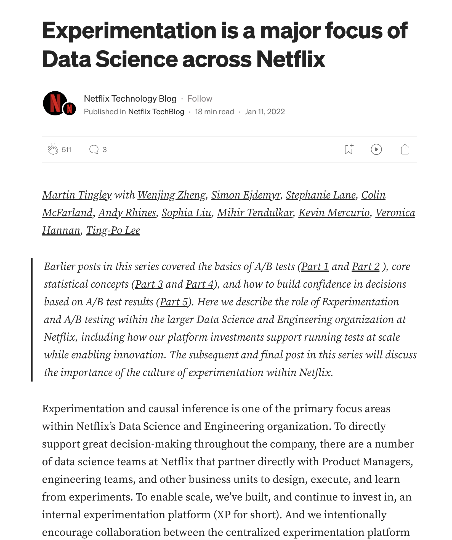 Experimentation is a major focus of
Data Science across Netflix
Netflix Technology Blog · Follow
Published in Netflix TechBlog · 18 min read · Jan 11, 2022
511 3
Martin Tingley with Wenjing Zheng, Simon Ejdemyr, Stephanie Lane, Colin
McFarland, Andy Rhines, Sophia Liu, Mihir Tendulkar, Kevin Mercurio, Veronica
Hannan, Ting-Po Lee
Earlier posts in this series covered the basics of A/B tests (Part 1 and Part 2 ), core
statistical concepts (Part 3 and Part 4), and how to build confidence in decisions
based on A/B test results (Part 5). Here we describe the role of Experimentation
and A/B testing within the larger Data Science and Engineering organization at
Netflix, including how our platform investments support running tests at scale
while enabling innovation. The subsequent and final post in this series will discuss
the importance of the culture of experimentation within Netflix.
Experimentation and causal inference is one of the primary focus areas
within Netflix's Data Science and Engineering organization. To directly
support great decision-making throughout the company, there are a number
of data science teams at Netflix that partner directly with Product Managers,
engineering teams, and other business units to design, execute, and learn
from experiments. To enable scale, we've built, and continue to invest in, an
internal experimentation platform (XP for short). And we intentionally
encourage collaboration between the centralized experimentation platform